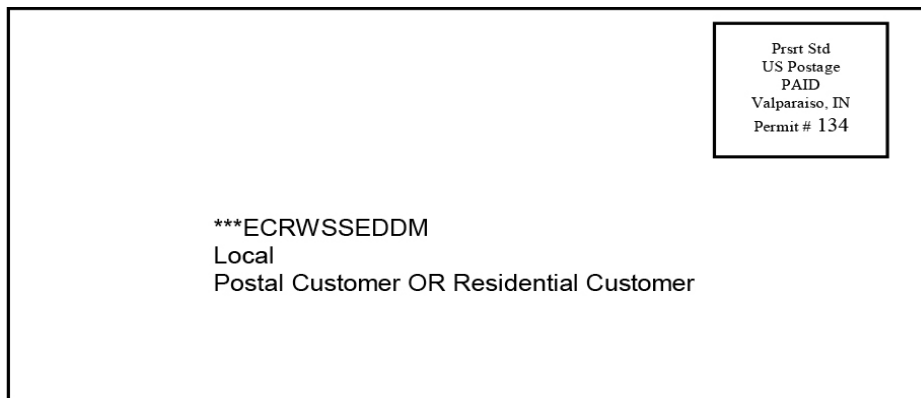 Prsrt Std
US Postage
PAID
Valparaiso, IN
Permit # 134
***ECRWSSEDDM
Local
Postal Customer OR Residential Customer